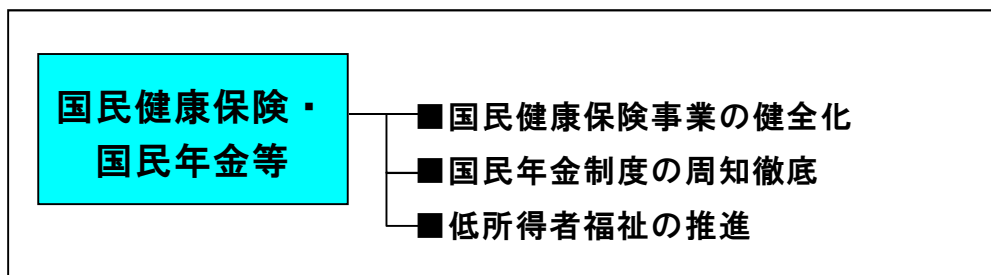 国民健康保険・
国民年金等
■国民健康保険事業の健全化
■国民年金制度の周知徹底
■低所得者福祉の推進